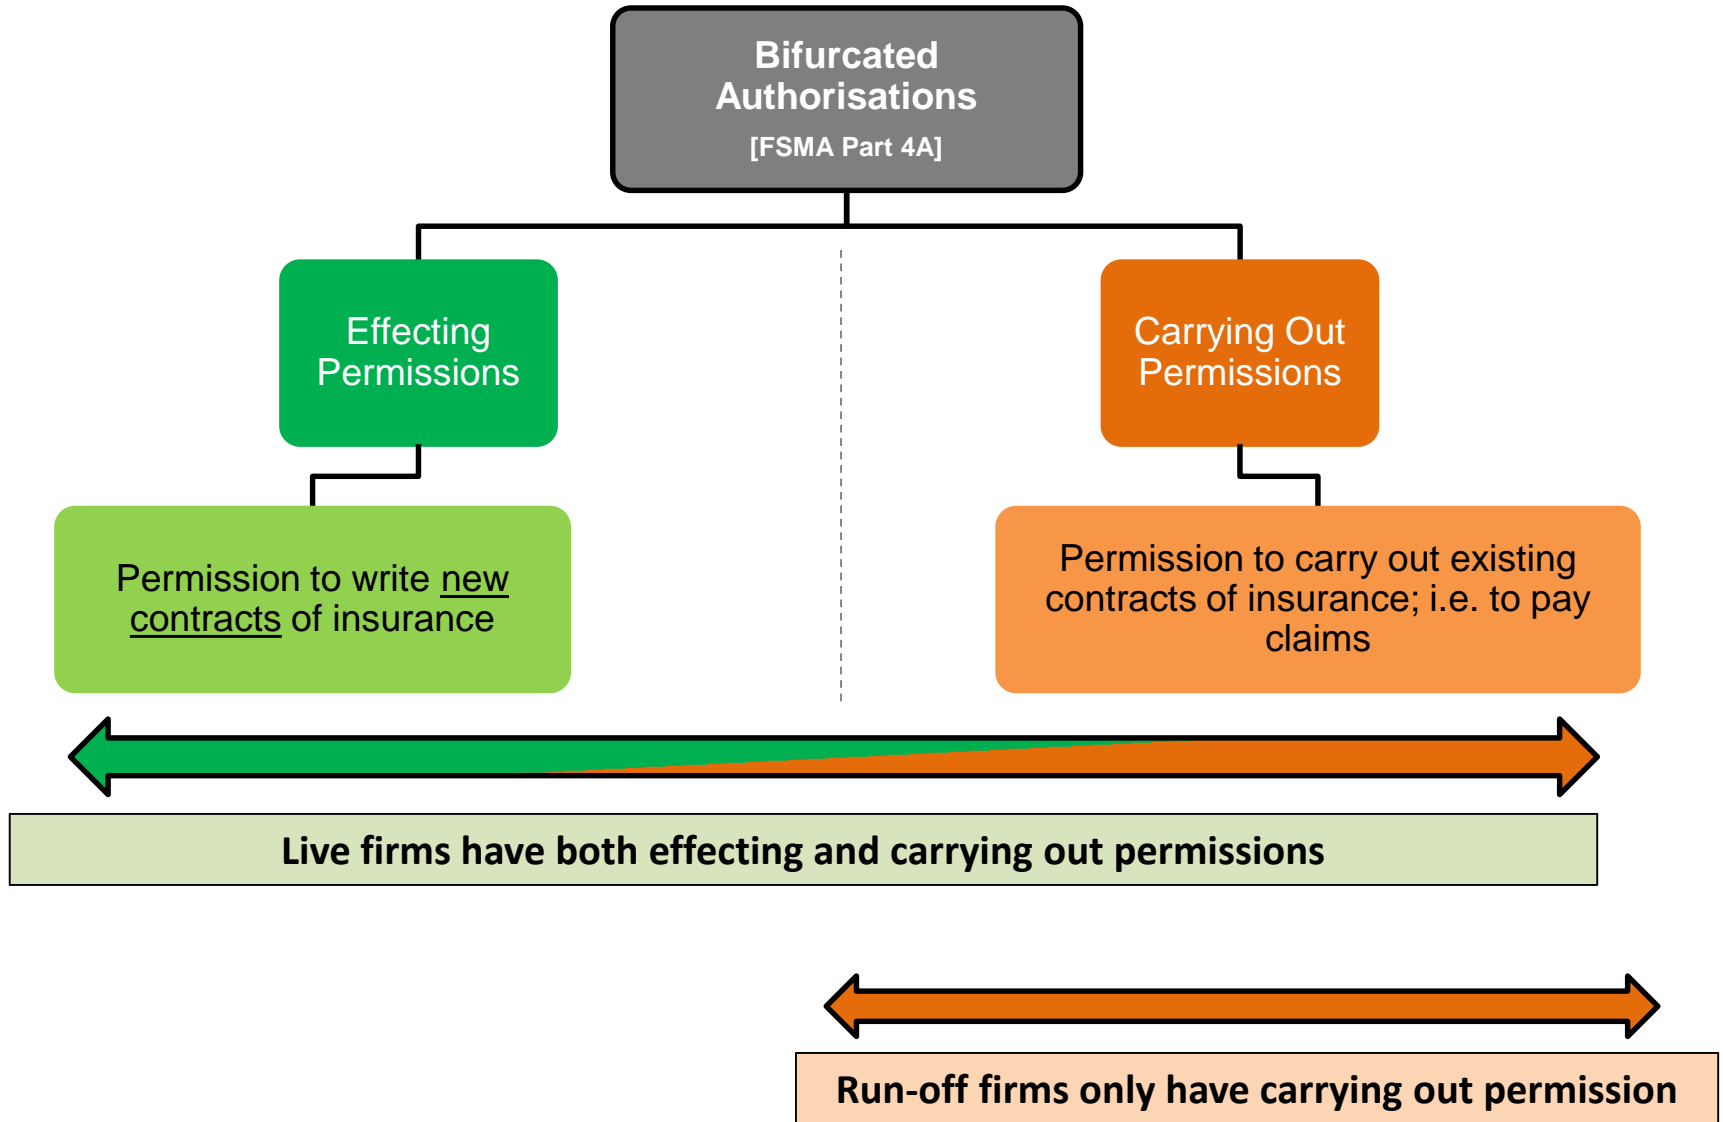 Bifurcated
Authorisations
[FSMA Part 4A]
Effecting
Permissions
Carrying Out
Permissions
Permission to write new
contracts of insurance
Permission to carry out existing
contracts of insurance; i.e. to pay
claims
Live firms have both effecting and carrying out permissions
Run-off firms only have carrying out permission